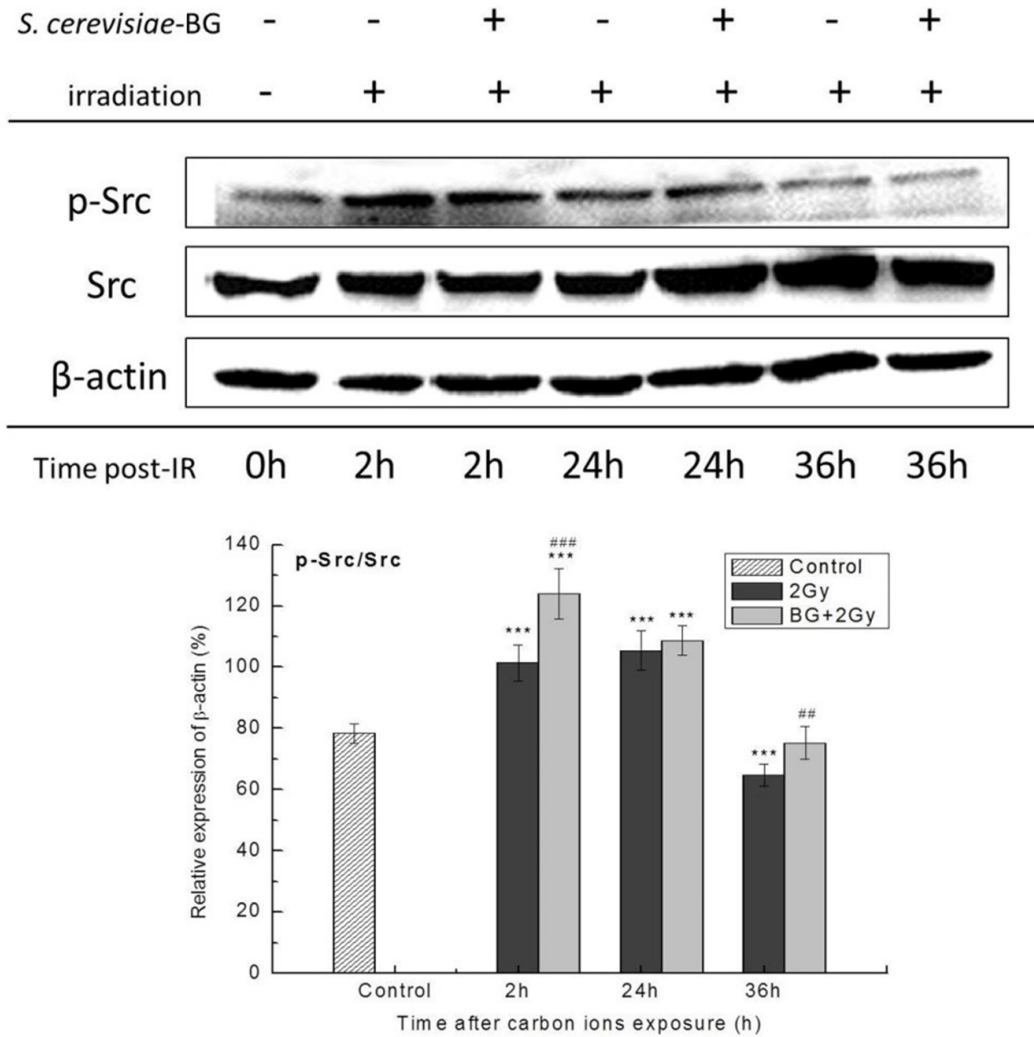 S. cerevisiae-BG - - + - + - +
irradiation - + + + + + +
p-Src
Src
β-actin
Time post-IR 0h 2h 2h 24h 24h 36h 36h
p-Src/Src
Control
2Gy
BG+2Gy
Relative expression of β-actin (%)
140
120
100
80
60
40
20
0
***
###
***
***
***
***
##
Control 2h 24h 36h
Time after carbon ions exposure (h)